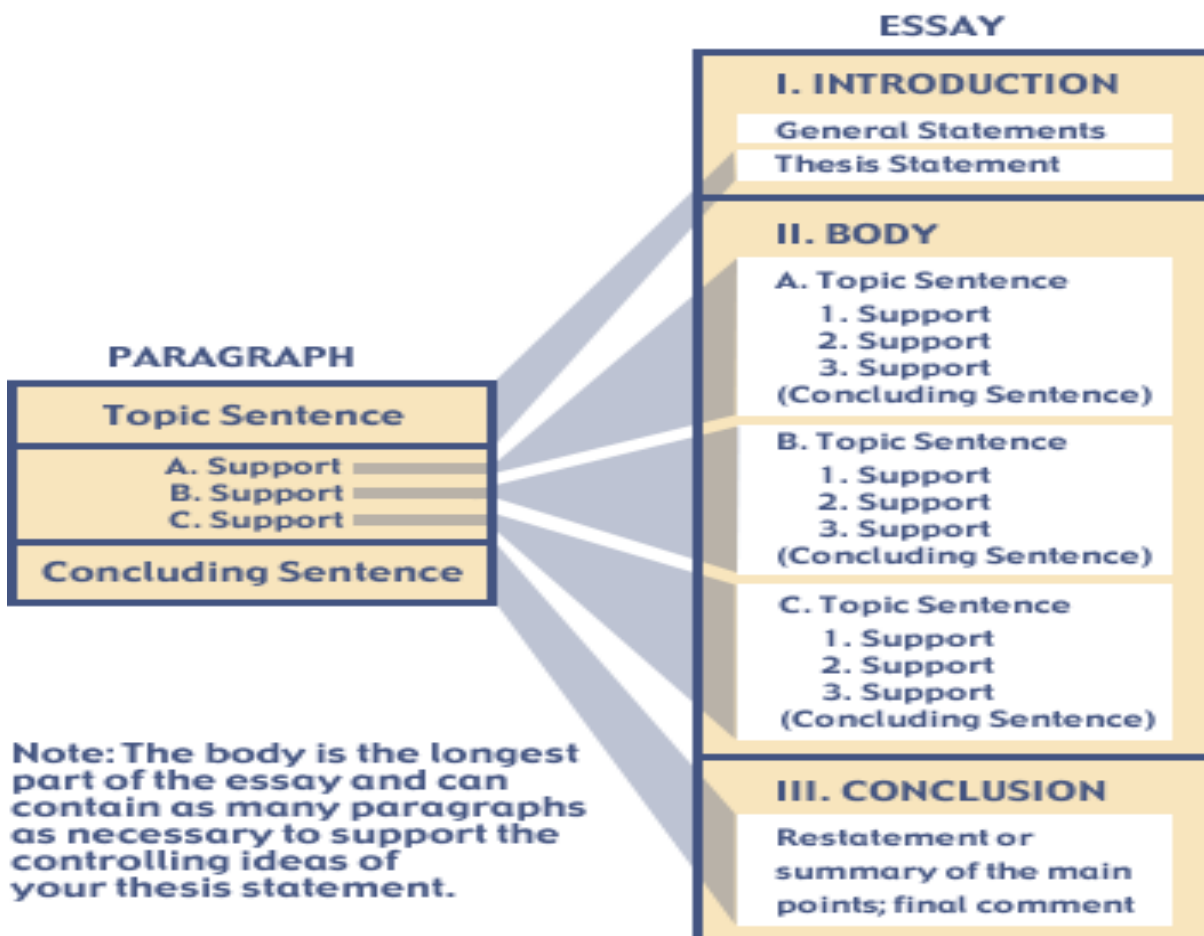 PARAGRAPH
Topic Sentence
A. Support
B. Support
C. Support
Concluding Sentence
Note: The body is the longest
part of the essay and can
contain as many paragraphs
as necessary to support the
controlling ideas of
your thesis statement.
ESSAY
I. INTRODUCTION
General Statements
Thesis Statement
II. BODY
A. Topic Sentence
1. Support
2. Support
3. Support
(Concluding Sentence)
B. Topic Sentence
1. Support
2. Support
3. Support
(Concluding Sentence)
C. Topic Sentence
1. Support
2. Support
3. Support
(Concluding Sentence)
III. CONCLUSION
Restatement or
summary of the main
points; final comment